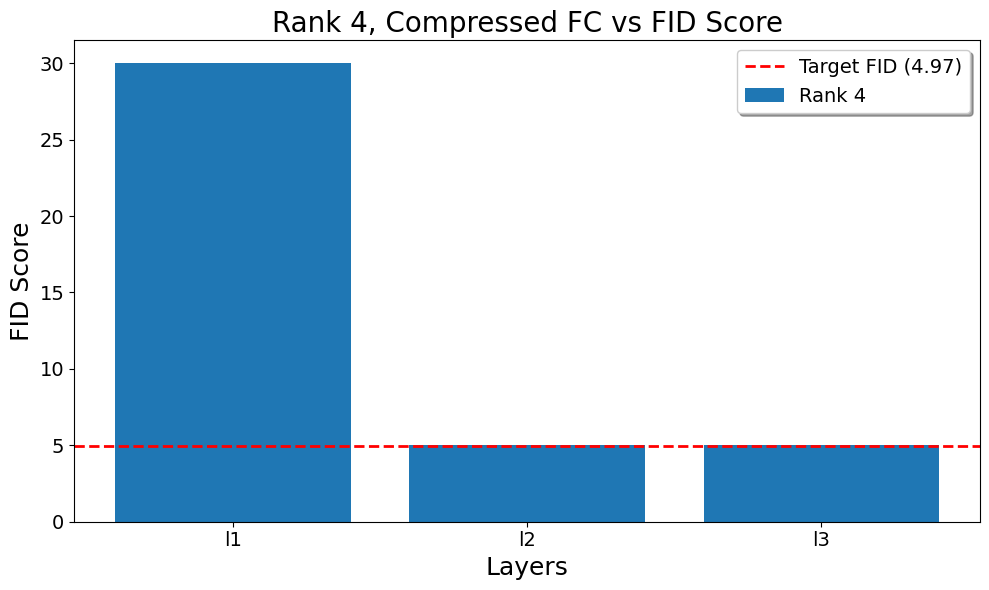 Rank 4, Compressed FC vs FID Score
Target FID (4.97)
Rank 4
FID Score
30
25
20
15
10
5
0
l1
l2
l3
Layers